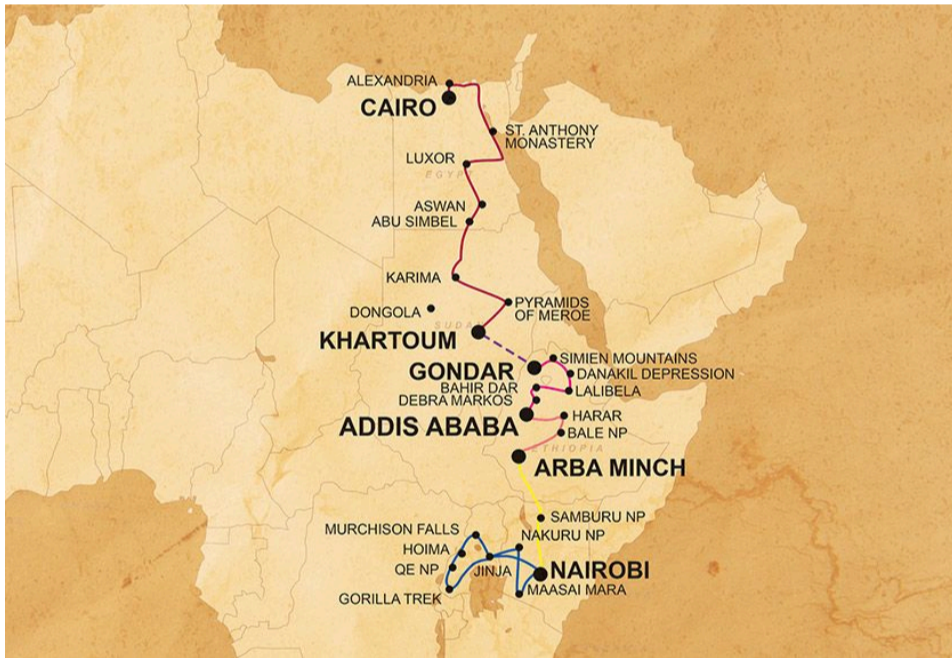 ALEXANDRIA
CAIRO
ST. ANTHONY
MONASTERY
LUXOR
EGYPT
ASWAN
ABU SIMBEL
KARIMA
PYRAMIDS
OF MEROE
DONGOLA
SUDA
KHARTOUM
SIMIEN MOUNTAINS
GONDAR
DANAKIL DEPRESSION
BAHIR DAR
LALIBELA
DEBRA MARKOS
HARAR
ADDIS ABABA
BALE NP
ETHIOPIA
ARBA MINCH
SAMBURU NP
MURCHISON FALLS
NAKURU NP
HOIMA
QE NP
JINJA
NAIROBI
MAASAI MARA
GORILLA TREK